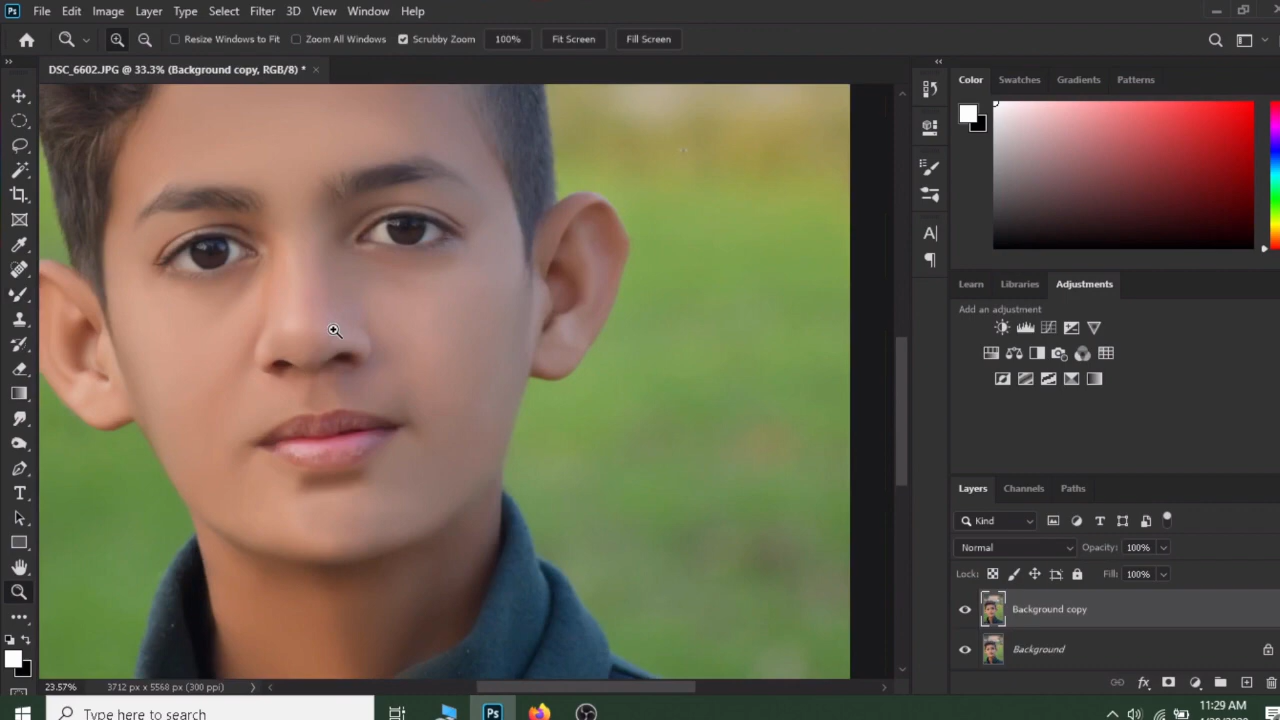 Ps File Edit Image Layer Type Select Filter 3D View Window Help
Resize Windows to Fit Zoom All Windows Scrubby Zoom 100% Fit Screen Fill Screen
DSC_6602.JPG @ 33.3% (Background copy, RGB/8) * ×
Color Swatches Gradients Patterns
Learn Libraries Adjustments
Add an adjustment
Layers Channels Paths
Kind
Normal Opacity: 100%
Lock: Fill: 100%
Background copy
Background
23.57% 3712 px x 5568 px (300 ppi)
Type here to search Ps 11:29 AM